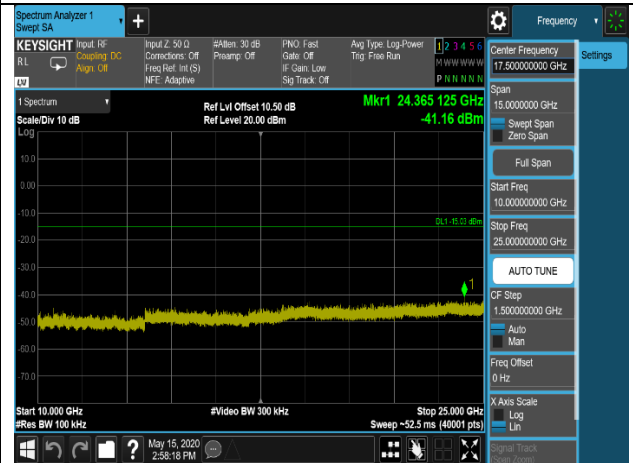 Spectrum Analyzer 1
Swept SA
Frequency
KEYSIGHT
RL
Input: RF
Coupling: DC
Align: Off
Input Z: 50 Ω
Corrections: Off
Freq Ref: Int (S)
NFE: Adaptive
#Atten: 30 dB
Preamp: Off
PNO: Fast
Gate: Off
IF Gain: Low
Sig Track: Off
Avg Type: Log-Power
Trig: Free Run
1 2 3 4 5 6
M W W W W W
P N N N N N
LW
1 Spectrum
Scale/Div 10 dB
Ref Lvl Offset 10.50 dB
Ref Level 20.00 dBm
Mkr1 24.365 125 GHz
-41.16 dBm
Log
10.0
0.00
-10.0
DL1 -15.03 dBm
-20.0
-30.0
1
-40.0
-50.0
-60.0
-70.0
Start 10.000 GHz
#Res BW 100 kHz
#Video BW 300 kHz
Stop 25.000 GHz
Sweep ~52.5 ms (40001 pts)
May 15, 2020
2:58:18 PM
Center Frequency
17.500000000 GHz
Settings
Span
15.0000000 GHz
Swept Span
Zero Span
Full Span
Start Freq
10.000000000 GHz
Stop Freq
25.000000000 GHz
AUTO TUNE
CF Step
1.500000000 GHz
Auto
Man
Freq Offset
0 Hz
X Axis Scale
Log
Lin
Signal Track
(Span Zoom)